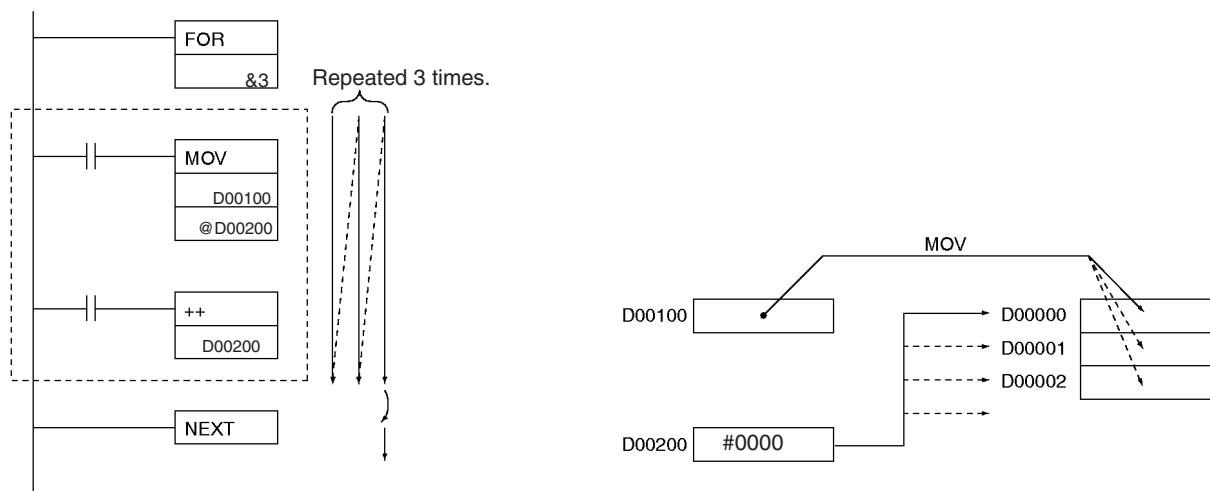 FOR
&3
Repeated 3 times.
MOV
D00100
@D00200
++
D00200
NEXT
MOV
D00100
D00000
D00001
D00002
D00200
#0000